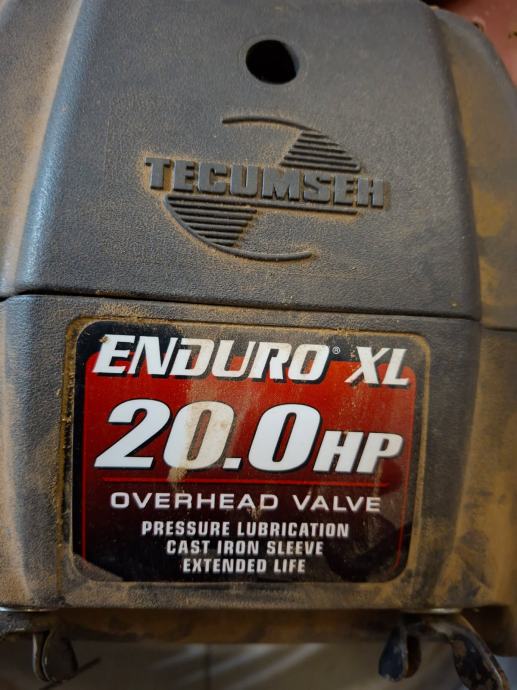 TECUMSEH
ENDURO® XL
20.0HP
OVERHEAD VALVE
PRESSURE LUBRICATION
CAST IRON SLEEVE
EXTENDED LIFE